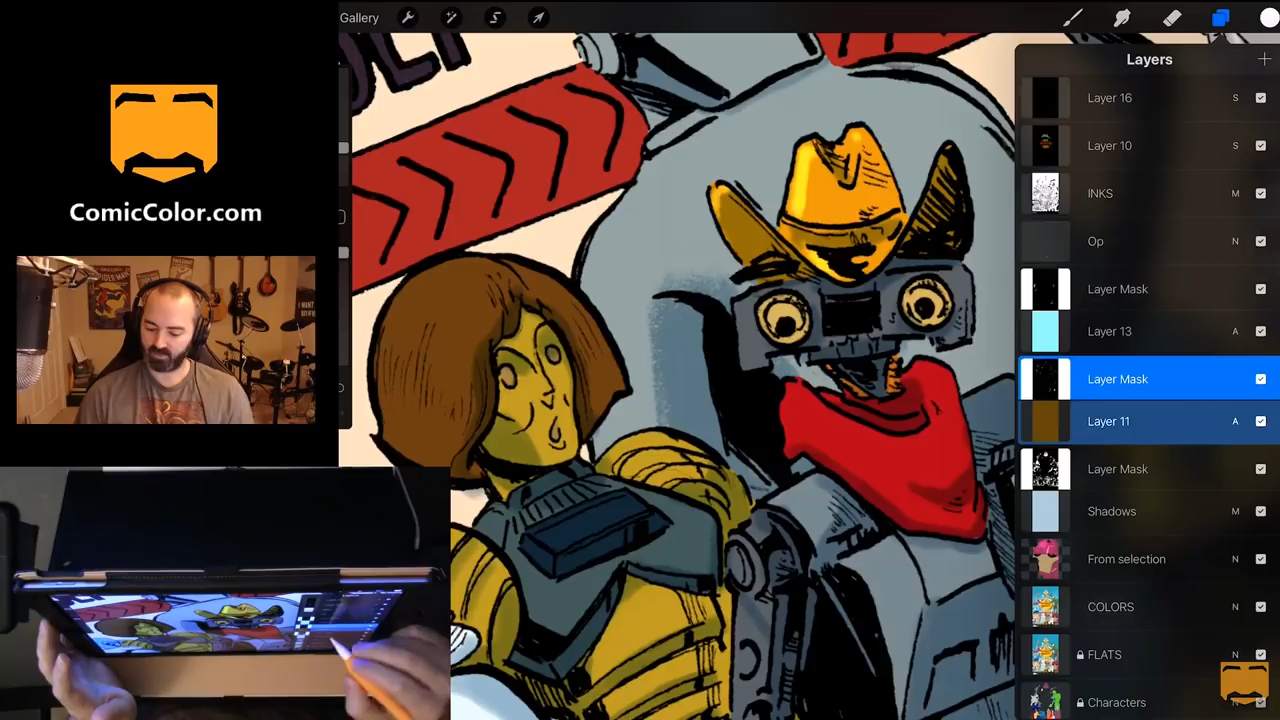 Gallery
Layers
Layer 16 S
Layer 10 S
INKS M
Op N
Layer Mask
Layer 13 A
Layer Mask
Layer 11 A
Layer Mask
Shadows M
From selection N
COLORS N
FLATS N
Characters
ComicColor.com